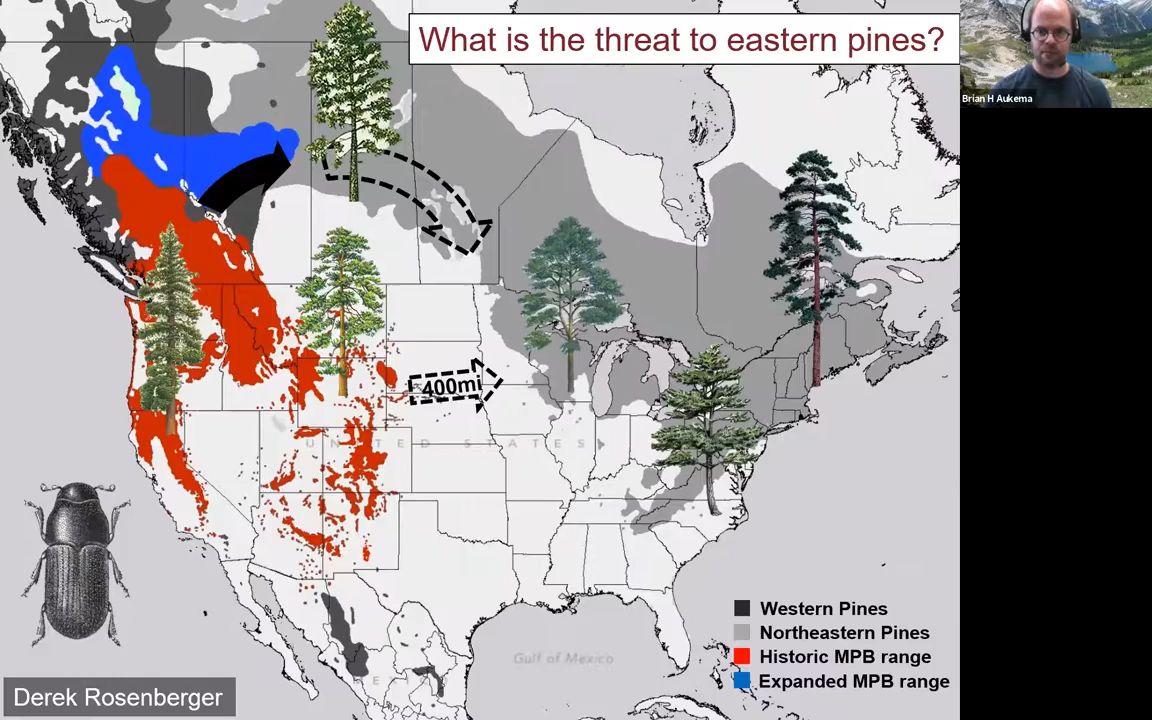 What is the threat to eastern pines?
Brian H Aukema
400mi
UNITED STATES
Western Pines
Northeastern Pines
Historic MPB range
Expanded MPB range
Gulf of Mexico
Derek Rosenberger